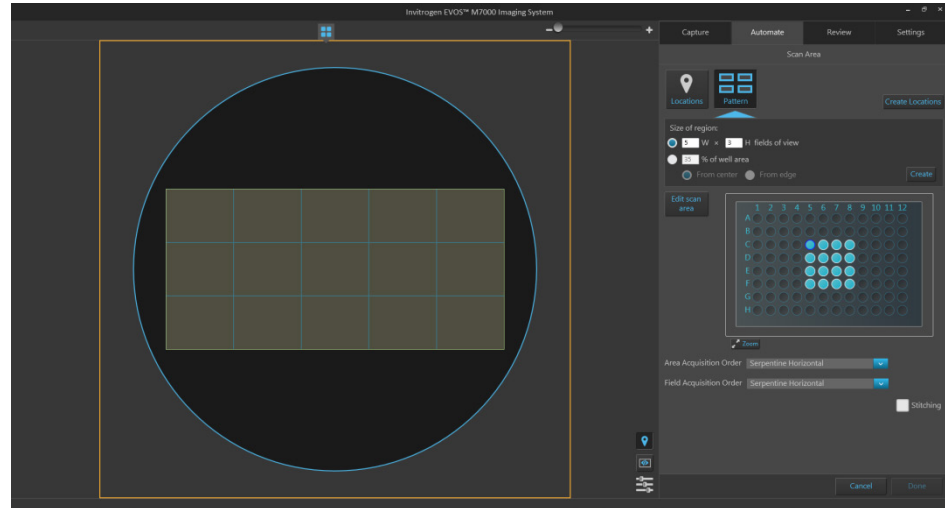 Invitrogen EVOS™ M7000 Imaging System
Capture Automate Review Settings
Scan Area
Locations Pattern Create Locations
Size of region:
5 W × 3 H fields of view
35 % of well area
From center From edge Create
Edit scan
area
1 2 3 4 5 6 7 8 9 10 11 12
A
B
C
D
E
F
G
H
Zoom
Area Acquisition Order Serpentine Horizontal
Field Acquisition Order Serpentine Horizontal
Stitching
Cancel Done